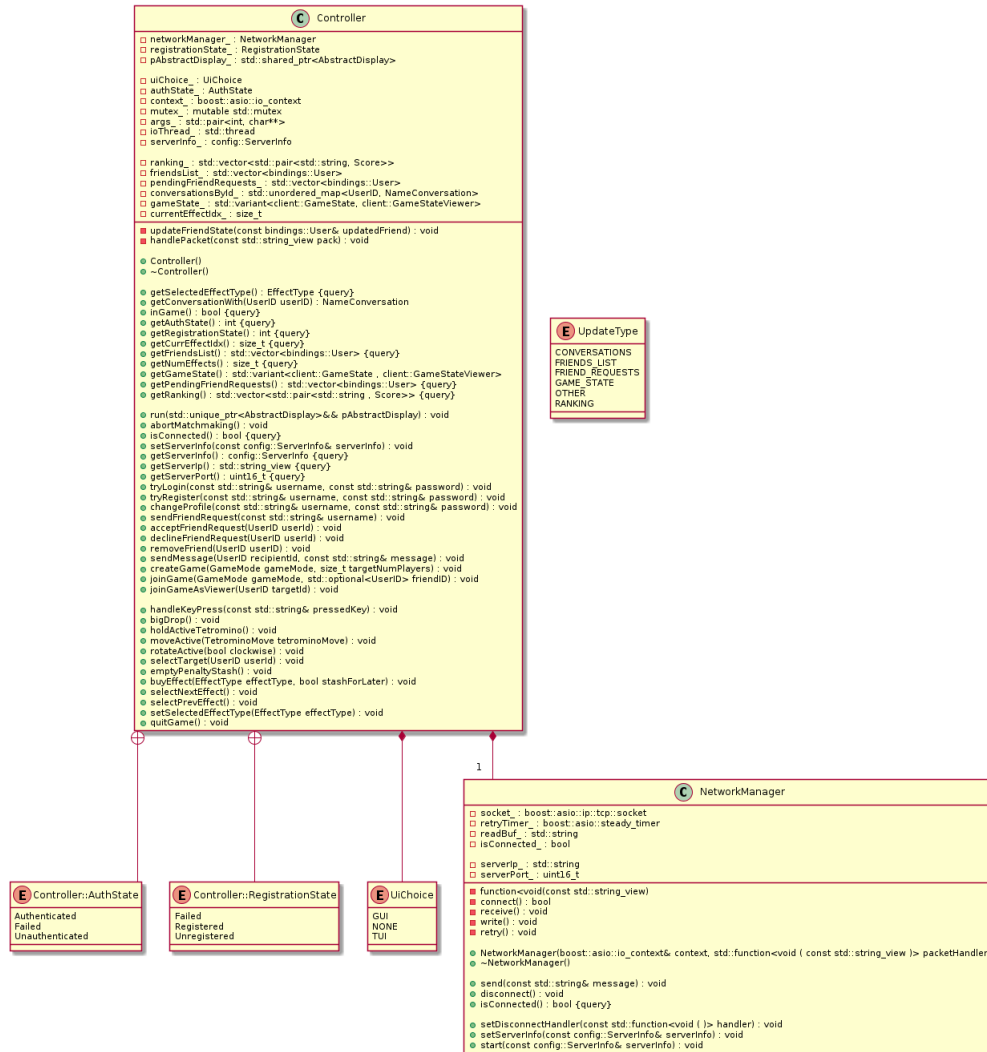 C Controller
networkManager_ : NetworkManager
registrationState_ : RegistrationState
pAbstractDisplay_ : std::shared_ptr<AbstractDisplay>
uiChoice_ : UiChoice
authState_ : AuthState
context_ : boost::asio::io_context
mutex_ : mutable std::mutex
args_ : std::pair<int, char**>
ioThread_ : std::thread
serverInfo_ : config::ServerInfo
ranking_ : std::vector<std::pair<std::string, Score>>
friendsList_ : std::vector<bindings::User>
pendingFriendRequests_ : std::vector<bindings::User>
conversationsById_ : std::unordered_map<UserID, NameConversation>
gameState_ : std::variant<client::GameState, client::GameStateViewer>
currentEffectIdx_ : size_t
updateFriendState(const bindings::User& updatedFriend) : void
handlePacket(const std::string_view pack) : void
Controller()
~Controller()
getSelectedEffectType() : EffectType {query}
getConversationWith(UserID userID) : NameConversation
inGame() : bool {query}
getAuthState() : int {query}
getRegistrationState() : int {query}
getCurrEffectIdx() : size_t {query}
getFriendsList() : std::vector<bindings::User> {query}
getNumEffects() : size_t {query}
getGameState() : std::variant<client::GameState , client::GameStateViewer>
getPendingFriendRequests() : std::vector<bindings::User> {query}
getRanking() : std::vector<std::pair<std::string , Score>> {query}
run(std::unique_ptr<AbstractDisplay>&& pAbstractDisplay) : void
abortMatchmaking() : void
isConnected() : bool {query}
setServerInfo(const config::ServerInfo& serverInfo) : void
getServerInfo() : config::ServerInfo {query}
getServerIp() : std::string_view {query}
getServerPort() : uint16_t {query}
tryLogin(const std::string& username, const std::string& password) : void
tryRegister(const std::string& username, const std::string& password) : void
changeProfile(const std::string& username, const std::string& password) : void
sendFriendRequest(const std::string& username) : void
acceptFriendRequest(UserID userId) : void
declineFriendRequest(UserID userId) : void
removeFriend(UserID userID) : void
sendMessage(UserID recipientId, const std::string& message) : void
createGame(GameMode gameMode, size_t targetNumPlayers) : void
joinGame(GameMode gameMode, std::optional<UserID> friendID) : void
joinGameAsViewer(UserID targetId) : void
handleKeyPress(const std::string& pressedKey) : void
bigDrop() : void
holdActiveTetromino() : void
moveActive(TetrominoMove tetrominoMove) : void
rotateActive(bool clockwise) : void
selectTarget(UserID userId) : void
emptyPenaltyStash() : void
buyEffect(EffectType effectType, bool stashForLater) : void
selectNextEffect() : void
selectPrevEffect() : void
setSelectedEffectType(EffectType effectType) : void
quitGame() : void
E UpdateType
CONVERSATIONS
FRIENDS_LIST
FRIEND_REQUESTS
GAME_STATE
OTHER
RANKING
1
C NetworkManager
socket_ : boost::asio::ip::tcp::socket
retryTimer_ : boost::asio::steady_timer
readBuf_ : std::string
isConnected_ : bool
serverIp_ : std::string
serverPort_ : uint16_t
function<void(const std::string_view)
connect() : bool
receive() : void
write() : void
retry() : void
NetworkManager(boost::asio::io_context& context, std::function<void ( const std::string_view )> packetHandler
~NetworkManager()
send(const std::string& message) : void
disconnect() : void
isConnected() : bool {query}
setDisconnectHandler(const std::function<void ( )> handler) : void
setServerInfo(const config::ServerInfo& serverInfo) : void
start(const config::ServerInfo& serverInfo) : void
E Controller::AuthState
Authenticated
Failed
Unauthenticated
E Controller::RegistrationState
Failed
Registered
Unregistered
E UiChoice
GUI
NONE
TUI